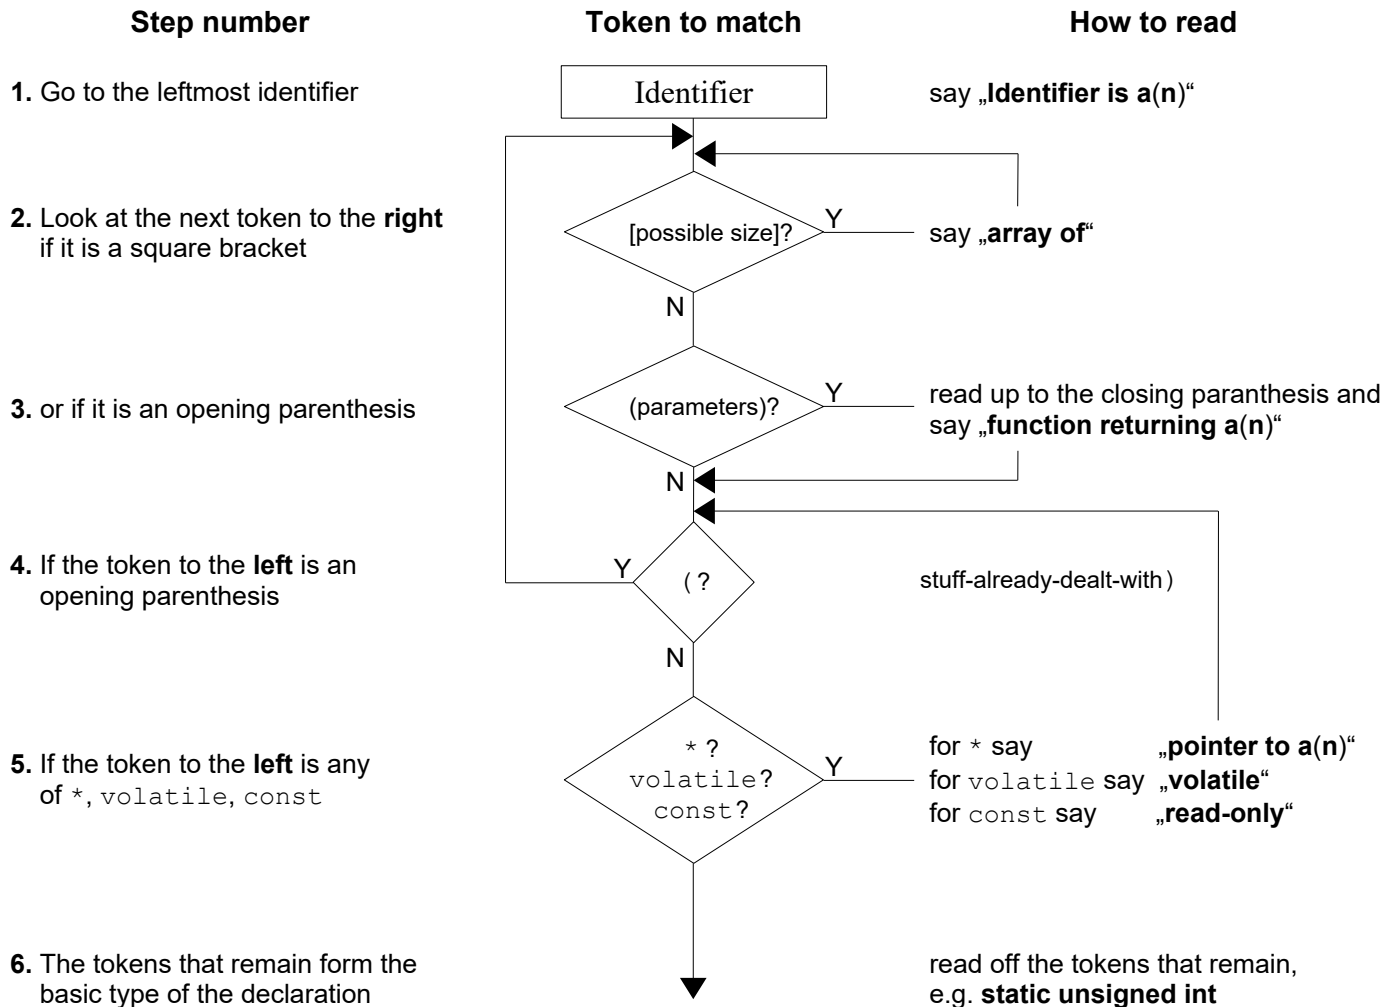 Step number
Token to match
How to read
1. Go to the leftmost identifier
Identifier
say „Identifier is a(n)“
2. Look at the next token to the right
if it is a square bracket
[possible size]?
Y
say „array of“
N
3. or if it is an opening parenthesis
(parameters)?
Y
read up to the closing paranthesis and
say „function returning a(n)“
N
4. If the token to the left is an
opening parenthesis
Y
( ?
stuff-already-dealt-with)
N
5. If the token to the left is any
of *, volatile, const
* ?
volatile?
const?
Y
for * say „pointer to a(n)“
for volatile say „volatile“
for const say „read-only“
6. The tokens that remain form the
basic type of the declaration
read off the tokens that remain,
e.g. static unsigned int